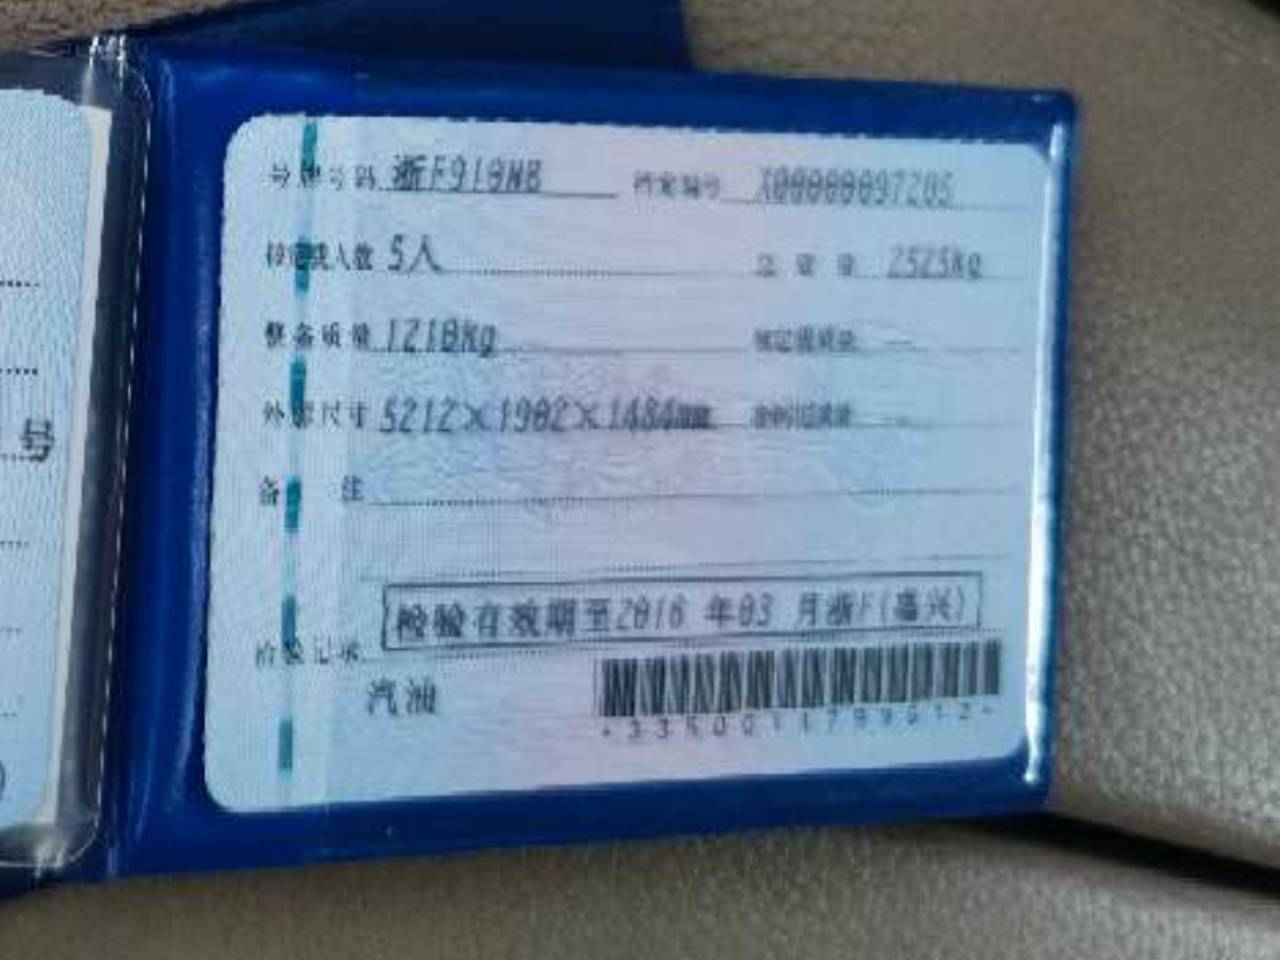 号牌号码 浙F910NB 档案编号 X00000097205
核定载人数 5人 总质量 2525kg
整备质量 1210kg 核定载质量 --
外廓尺寸 5212×1902×1484mm 准牵引总质量 --
备 注
检验有效期至2016 年03 月浙F(嘉兴)
检验记录
汽油